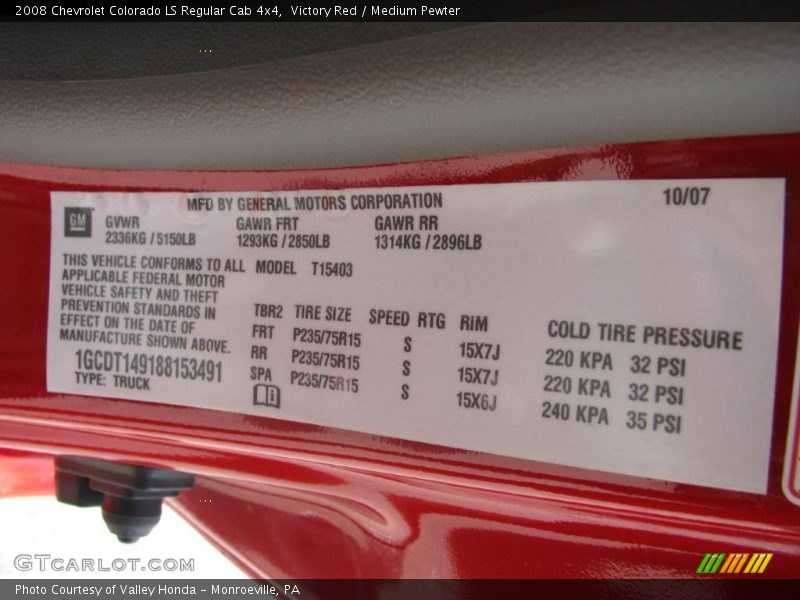 2008 Chevrolet Colorado LS Regular Cab 4x4,  Victory Red / Medium Pewter
MFD BY GENERAL MOTORS CORPORATION 10/07
GM GVWR GAWR FRT GAWR RR
2336KG / 5150LB 1293KG / 2850LB 1314KG / 2896LB
THIS VEHICLE CONFORMS TO ALL MODEL T15403
APPLICABLE FEDERAL MOTOR
VEHICLE SAFETY AND THEFT
PREVENTION STANDARDS IN
EFFECT ON THE DATE OF
MANUFACTURE SHOWN ABOVE.
1GCDT149188153491
TYPE: TRUCK
TBR2 TIRE SIZE SPEED RTG RIM COLD TIRE PRESSURE
FRT P235/75R15 S 15X7J 220 KPA 32 PSI
RR P235/75R15 S 15X7J 220 KPA 32 PSI
SPA P235/75R15 S 15X6J 240 KPA 35 PSI
GTCARLOT.COM
Photo Courtesy of Valley Honda - Monroeville, PA